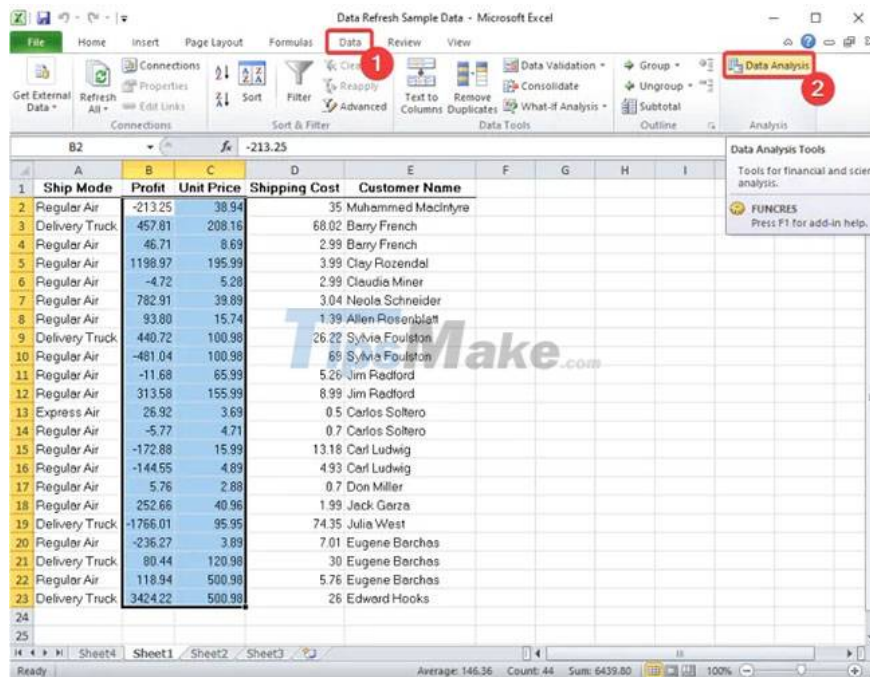 Data Refresh Sample Data - Microsoft Excel
File Home Insert Page Layout Formulas Data Review View
1
Get External Data
Refresh All
Connections
Properties
Edit Links
Connections
Sort
Filter
Clear
Reapply
Advanced
Sort & Filter
Text to Columns
Remove Duplicates
Data Validation
Consolidate
What-If Analysis
Data Tools
Group
Ungroup
Subtotal
Outline
Data Analysis
2
Analysis
B2 fx -213.25
Data Analysis Tools
Tools for financial and scien
analysis.
FUNCRES
Press F1 for add-in help.
A B C D E F G H I
1 Ship Mode Profit Unit Price Shipping Cost Customer Name
2 Regular Air -213.25 38.94 35 Muhammed MacIntyre
3 Delivery Truck 457.81 208.16 68.02 Barry French
4 Regular Air 46.71 8.69 2.99 Barry French
5 Regular Air 1198.97 195.99 3.99 Clay Rozendal
6 Regular Air -4.72 5.28 2.99 Claudia Miner
7 Regular Air 782.91 39.89 3.04 Neola Schneider
8 Regular Air 93.80 15.74 1.39 Allen Rosenblatt
9 Delivery Truck 440.72 100.98 26.22 Sylvia Foulston
10 Regular Air -481.04 100.98 69 Sylvia Foulston
11 Regular Air -11.68 65.99 5.26 Jim Radford
12 Regular Air 313.58 155.99 8.99 Jim Radford
13 Express Air 26.92 3.69 0.5 Carlos Soltero
14 Regular Air -5.77 4.71 0.7 Carlos Soltero
15 Regular Air -172.88 15.99 13.18 Carl Ludwig
16 Regular Air -144.55 4.89 4.93 Carl Ludwig
17 Regular Air 5.76 2.88 0.7 Don Miller
18 Regular Air 252.66 40.96 1.99 Jack Garza
19 Delivery Truck -1766.01 95.95 74.35 Julia West
20 Regular Air -236.27 3.89 7.01 Eugene Barchas
21 Delivery Truck 80.44 120.98 30 Eugene Barchas
22 Regular Air 118.94 500.98 5.76 Eugene Barchas
23 Delivery Truck 3424.22 500.98 26 Edward Hooks
24
25
TipsMake.com
Sheet4 Sheet1 Sheet2 Sheet3
Ready Average: 146.36 Count: 44 Sum: 6439.80 100%